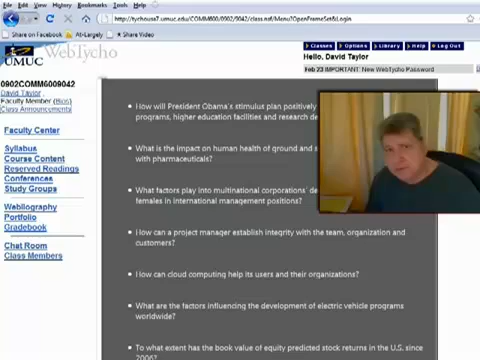 File Edit View History Bookmarks Tools Help
http://tychousa7.umuc.edu/COMM600/0902/9042/class.nsf/Menu?OpenFrameSet&Login
Share on Facebook At-Largely Share Video
UMUC WebTycho
Classes Options Library Help Log Out
Hello, David Taylor
Feb 23 IMPORTANT: New WebTycho Password
0902COMM6009042
David Taylor
Faculty Member (Bios)
Class Announcements
Faculty Center
Syllabus
Course Content
Reserved Readings
Conferences
Study Groups
Webliography
Portfolio
Gradebook
Chat Room
Class Members
How will President Obama's stimulus plan positively
programs, higher education facilities and research
What is the impact on human health of ground and
with pharmaceuticals?
What factors play into multinational corporations'
females in international management positions?
How can a project manager establish integrity with the team, organization and
customers?
How can cloud computing help its users and their organizations?
What are the factors influencing the development of electric vehicle programs
worldwide?
To what extent has the book value of equity predicted stock returns in the U.S. since
2006?